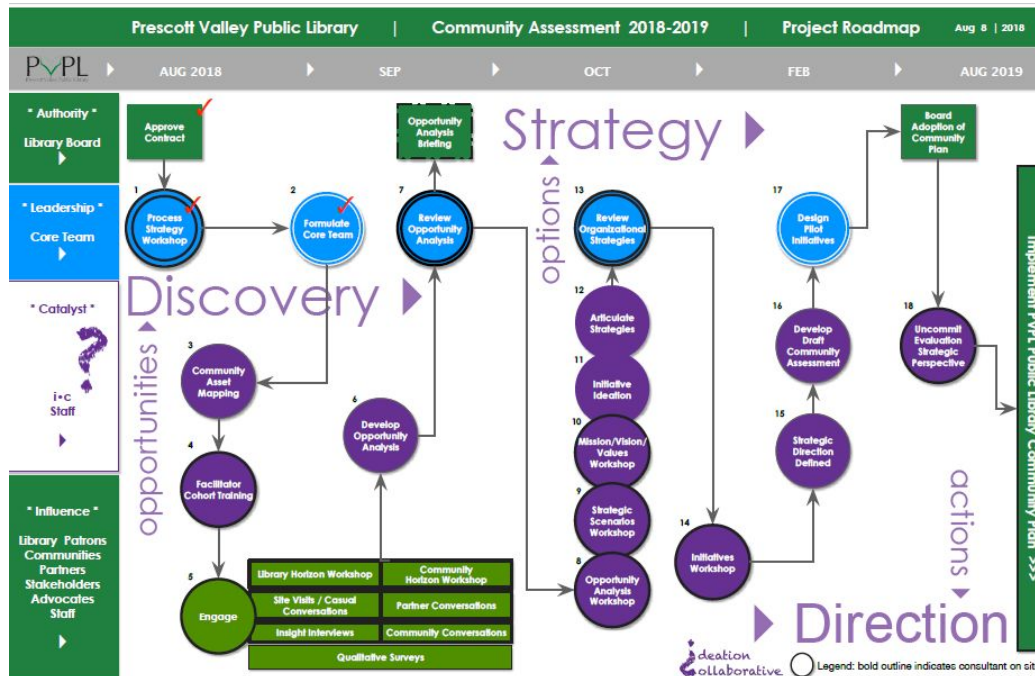 Prescott Valley Public Library | Community Assessment 2018-2019 | Project Roadmap Aug 8 | 2018
PVPL
AUG 2018
SEP
OCT
FEB
AUG 2019
" Authority "
Library Board
" Leadership "
Core Team
" Catalyst "
i•c
Staff
" Influence "
Library Patrons
Communities
Partners
Stakeholders
Advocates
Staff
Approve
Contract
Opportunity
Analysis
Briefing
Strategy
Board
Adoption of
Community
Plan
1
Process
Strategy
Workshop
2
Formulate
Core Team
7
Review
Opportunity
Analysis
options
13
Review
Organizational
Strategies
17
Design
Pilot
Initiatives
Discovery
opportunities
12
Articulate
Strategies
16
Develop
Draft
Community
Assessment
18
Uncommit
Evaluation
Strategic
Perspective
3
Community
Asset
Mapping
11
Initiative
Ideation
6
Develop
Opportunity
Analysis
10
Mission/Vision/
Values
Workshop
15
Strategic
Direction
Defined
4
Facilitator
Cohort Training
9
Strategic
Scenarios
Workshop
14
Initiatives
Workshop
actions
5
Engage
Library Horizon Workshop
Community
Horizon Workshop
Site Visits / Casual
Conversations
Partner Conversations
Insight Interviews
Community Conversations
Qualitative Surveys
8
Opportunity
Analysis
Workshop
Direction
ideation
collaborative
Legend: bold outline indicates consultant on sit
Implement PVPL Public Library Community Plan >>>